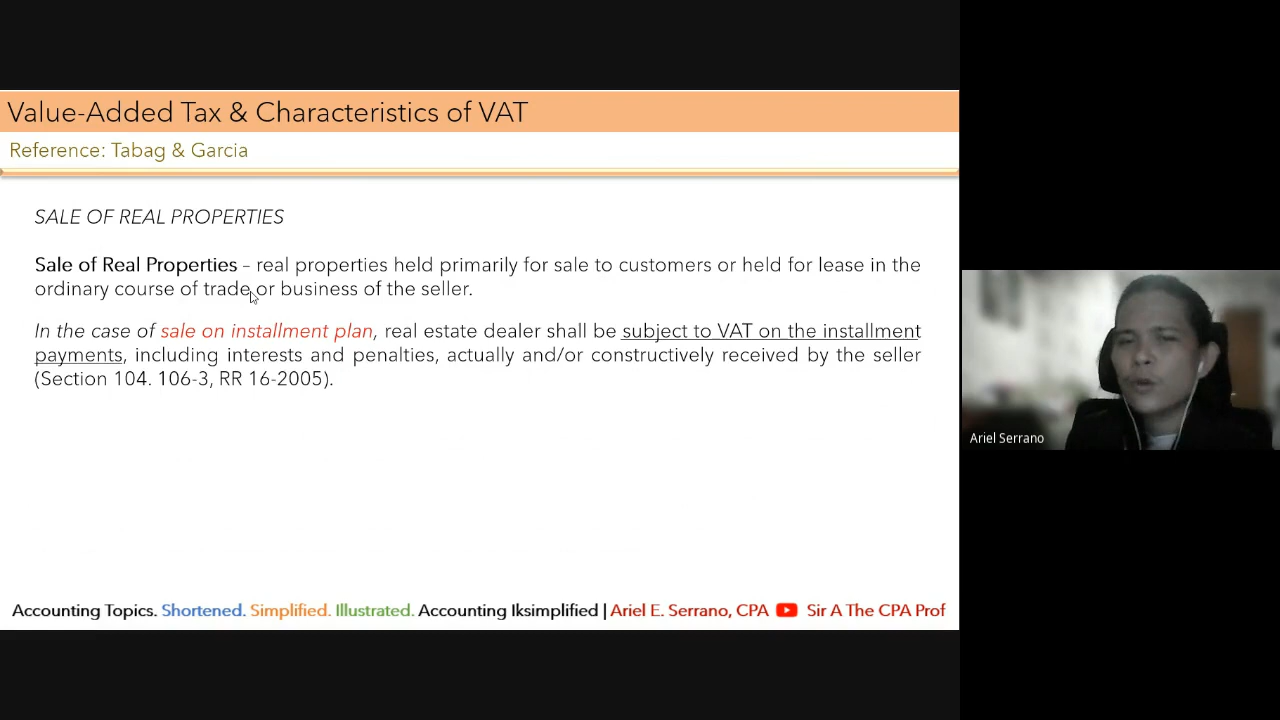 Value-Added Tax & Characteristics of VAT
Reference: Tabag & Garcia
SALE OF REAL PROPERTIES
Sale of Real Properties – real properties held primarily for sale to customers or held for lease in the
ordinary course of trade or business of the seller.
In the case of sale on installment plan, real estate dealer shall be subject to VAT on the installment
payments, including interests and penalties, actually and/or constructively received by the seller
(Section 104. 106-3, RR 16-2005).
Ariel Serrano
Accounting Topics. Shortened. Simplified. Illustrated. Accounting Iksimplified | Ariel E. Serrano, CPA Sir A The CPA Prof